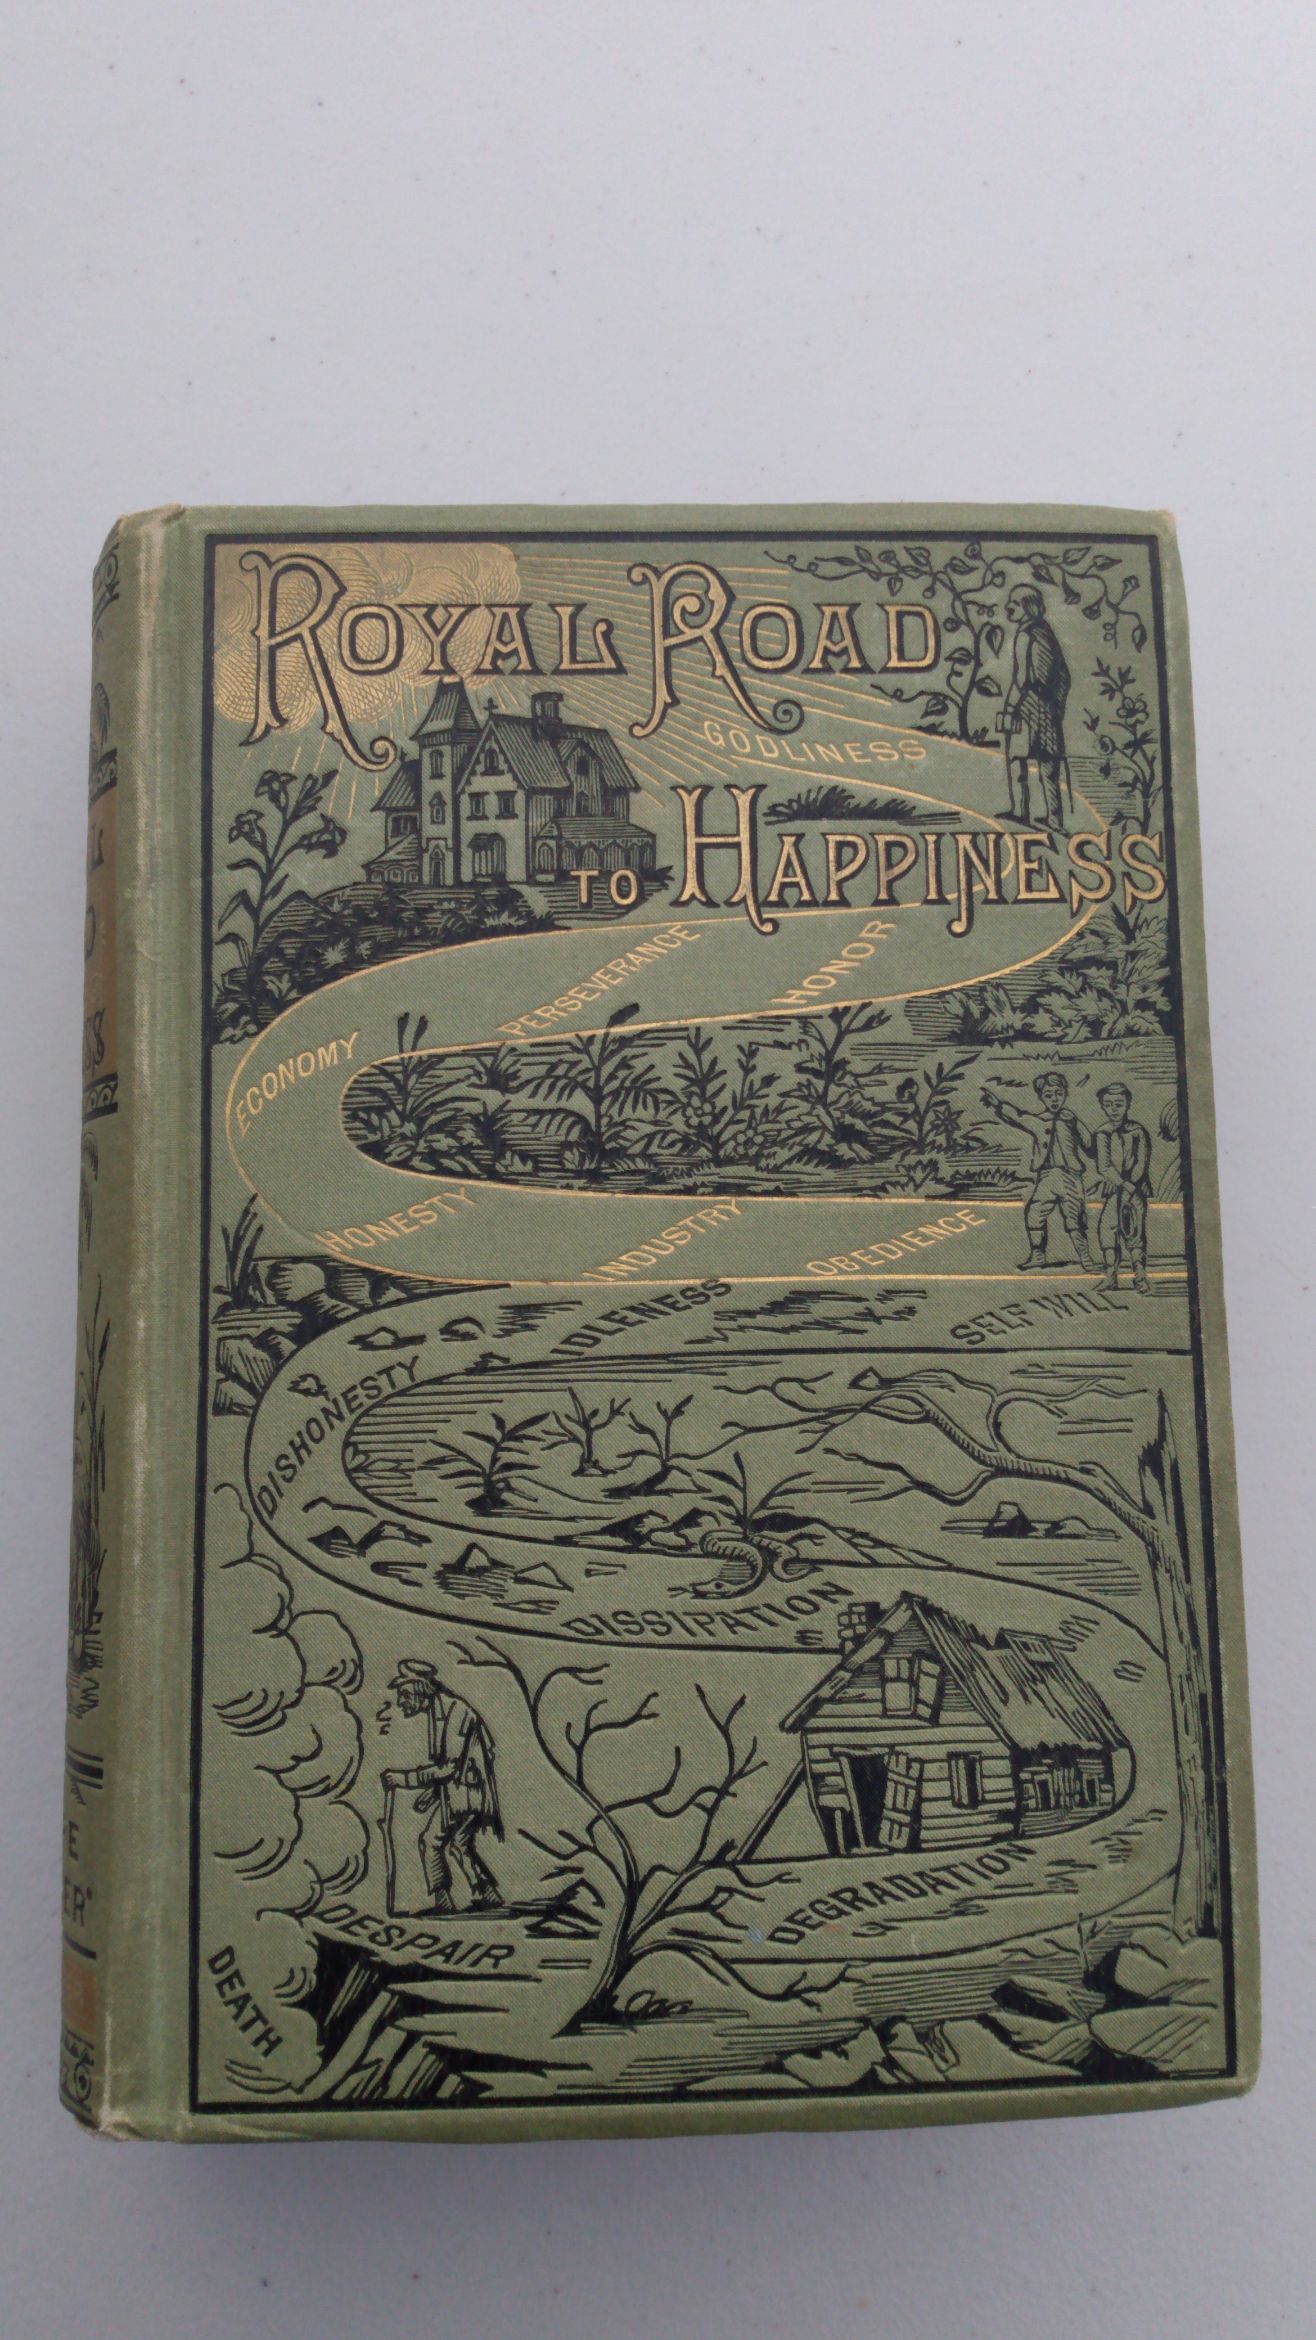 ROYAL ROAD
TO HAPPINESS
GODLINESS
HONOR
PERSEVERANCE
ECONOMY
HONESTY
INDUSTRY
OBEDIENCE
SELF WILL
IDLENESS
DISHONESTY
DISSIPATION
DEGRADATION
DESPAIR
DEATH